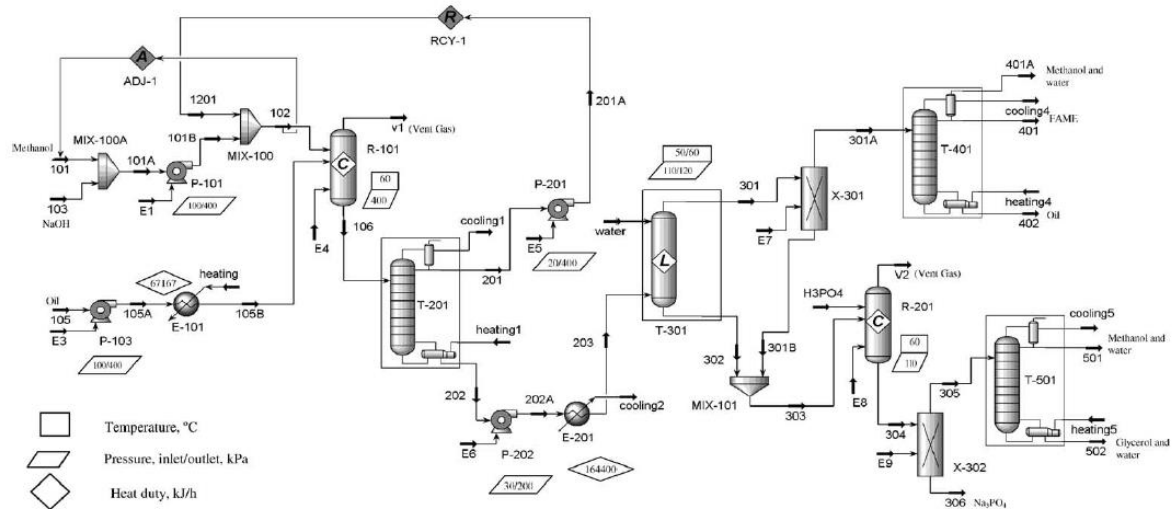 R
RCY-1
A
ADJ-1
1201
102
201A
401A
Methanol and
water
cooling4
FAME
401
v1 (Vent Gas)
MIX-100A
101B
MIX-100
R-101
C
Methanol
101
101A
P-101
103
NaOH
E1
100/400
60
400
E4
106
50/60
110/120
P-201
301
301A
T-401
X-301
heating4
Oil
402
cooling1
201
E5
20/400
water
L
E7
T-301
V2 (Vent Gas)
H3PO4
R-201
C
67167
heating
Oil
105
105A
E-101
105B
E3
P-103
100/400
T-201
heating1
203
302
301B
60
110
cooling5
Methanol and
water
501
T-501
202
202A
cooling2
MIX-101
303
E8
305
E6
P-202
E-201
304
heating5
E9
X-302
Glycerol and
502
water
30/200
164400
306
Na3PO4
Temperature, ºC
Pressure, inlet/outlet, kPa
Heat duty, kJ/h